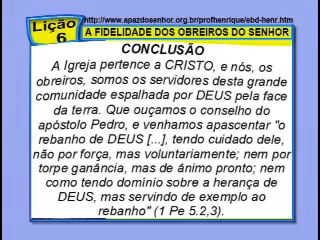 Lição
6
http://www.apazdosenhor.org.br/profhenrique/ebd-henr.htm
A FIDELIDADE DOS OBREIROS DO SENHOR
CONCLUSÃO
A Igreja pertence a CRISTO, e nós, os
obreiros, somos os servidores desta grande
comunidade espalhada por DEUS pela face
da terra. Que ouçamos o conselho do
apóstolo Pedro, e venhamos apascentar "o
rebanho de DEUS [...], tendo cuidado dele,
não por força, mas voluntariamente; nem por
torpe ganância, mas de ânimo pronto; nem
como tendo domínio sobre a herança de
DEUS, mas servindo de exemplo ao
rebanho" (1 Pe 5.2,3).